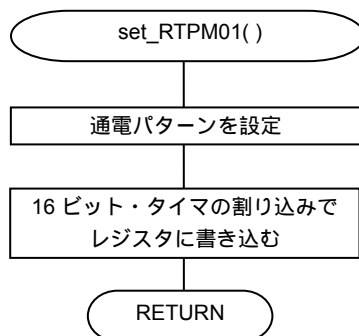 set_RTPM01( )
通電パターンを設定
16 ビット・タイマの割り込みで
レジスタに書き込む
RETURN